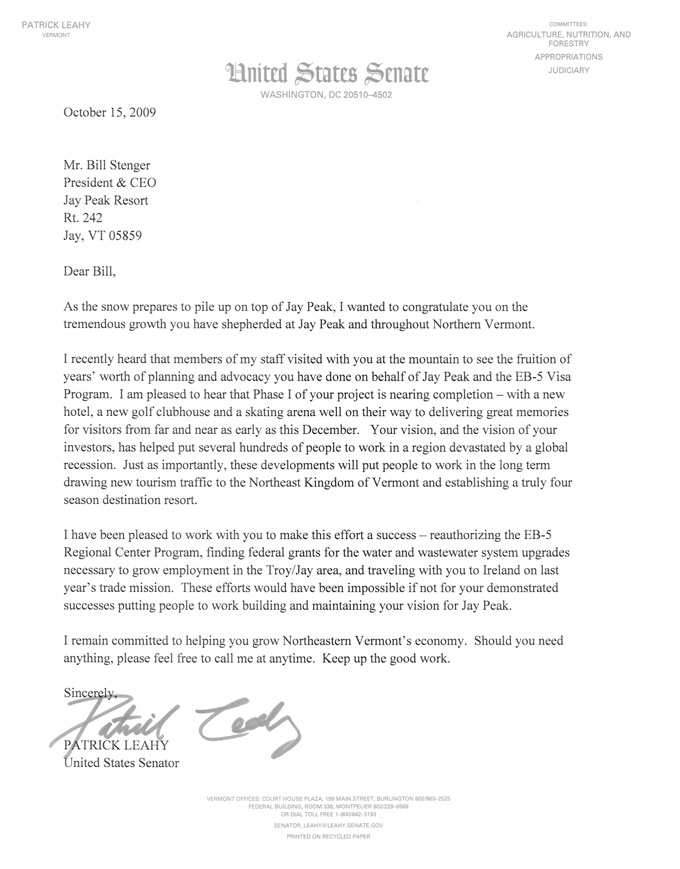 PATRICK LEAHY
VERMONT
COMMITTEES:
AGRICULTURE, NUTRITION, AND
FORESTRY
APPROPRIATIONS
JUDICIARY
United States Senate
WASHINGTON, DC 20510–4502
October 15, 2009
Mr. Bill Stenger
President & CEO
Jay Peak Resort
Rt. 242
Jay, VT 05859
Dear Bill,
As the snow prepares to pile up on top of Jay Peak, I wanted to congratulate you on the
tremendous growth you have shepherded at Jay Peak and throughout Northern Vermont.
I recently heard that members of my staff visited with you at the mountain to see the fruition of
years' worth of planning and advocacy you have done on behalf of Jay Peak and the EB-5 Visa
Program.  I am pleased to hear that Phase I of your project is nearing completion – with a new
hotel, a new golf clubhouse and a skating arena well on their way to delivering great memories
for visitors from far and near as early as this December.   Your vision, and the vision of your
investors, has helped put several hundreds of people to work in a region devastated by a global
recession.  Just as importantly, these developments will put people to work in the long term
drawing new tourism traffic to the Northeast Kingdom of Vermont and establishing a truly four
season destination resort.
I have been pleased to work with you to make this effort a success – reauthorizing the EB-5
Regional Center Program, finding federal grants for the water and wastewater system upgrades
necessary to grow employment in the Troy/Jay area, and traveling with you to Ireland on last
year's trade mission.  These efforts would have been impossible if not for your demonstrated
successes putting people to work building and maintaining your vision for Jay Peak.
I remain committed to helping you grow Northeastern Vermont's economy.  Should you need
anything, please feel free to call me at anytime.  Keep up the good work.
Sincerely,
Patrick Leahy
PATRICK LEAHY
United States Senator
VERMONT OFFICES: COURT HOUSE PLAZA, 199 MAIN STREET, BURLINGTON 802/863–2525
FEDERAL BUILDING, ROOM 338, MONTPELIER 802/229–0569
OR DIAL TOLL FREE 1–800/642–3193
SENATOR_LEAHY@LEAHY.SENATE.GOV
PRINTED ON RECYCLED PAPER